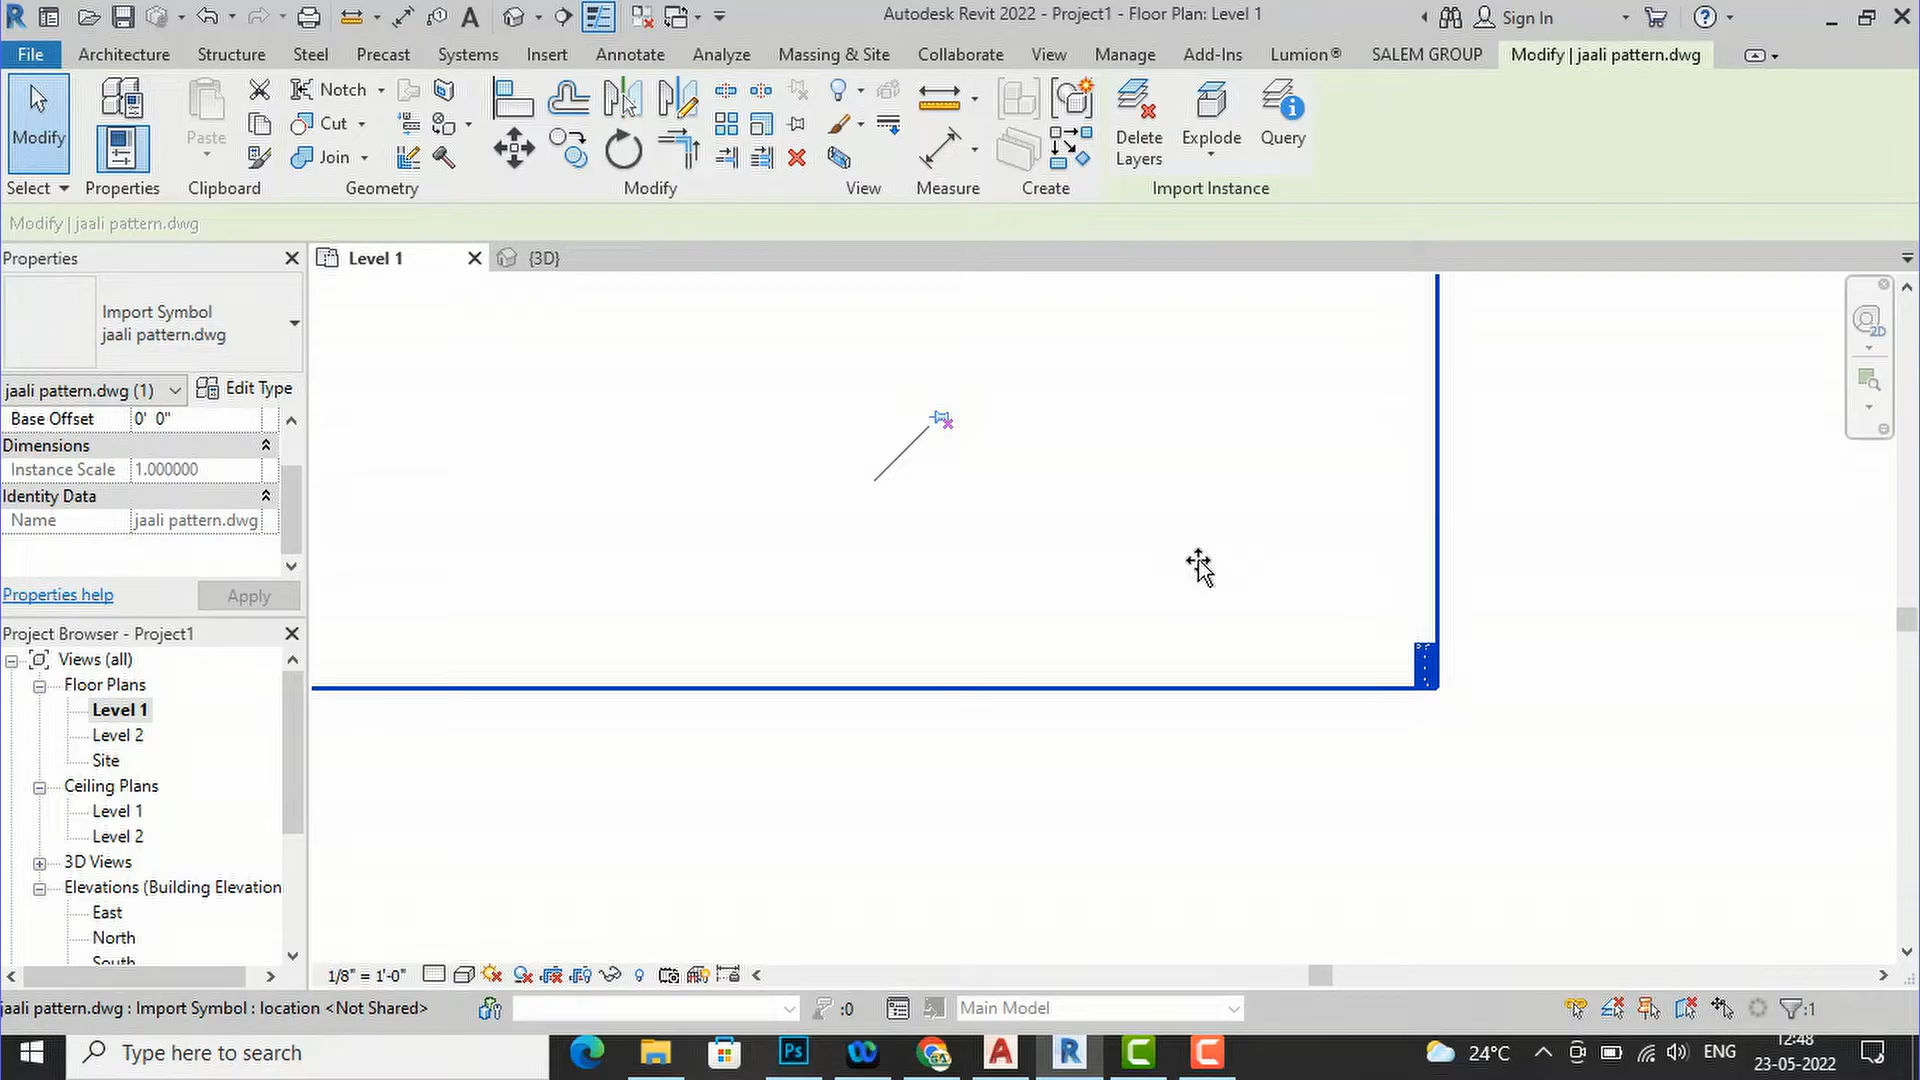 Autodesk Revit 2022 - Project1 - Floor Plan: Level 1
Sign In
File Architecture Structure Steel Precast Systems Insert Annotate Analyze Massing & Site Collaborate View Manage Add-Ins Lumion® SALEM GROUP Modify | jaali pattern.dwg
Modify
Paste
Notch
Cut
Join
Delete Layers
Explode
Query
Select Properties Clipboard Geometry Modify View Measure Create Import Instance
Modify | jaali pattern.dwg
Properties
Level 1
{3D}
2D
Import Symbol
jaali pattern.dwg
jaali pattern.dwg (1)
Edit Type
Base Offset 0' 0"
Dimensions
Instance Scale 1.000000
Identity Data
Name jaali pattern.dwg
Properties help
Apply
Project Browser - Project1
Views (all)
Floor Plans
Level 1
Level 2
Site
Ceiling Plans
Level 1
Level 2
3D Views
Elevations (Building Elevation
East
North
South
1/8" = 1'-0"
jaali pattern.dwg : Import Symbol : location <Not Shared>
:0
Main Model
:1
Type here to search
Ps
24°C
ENG
12:48
23-05-2022